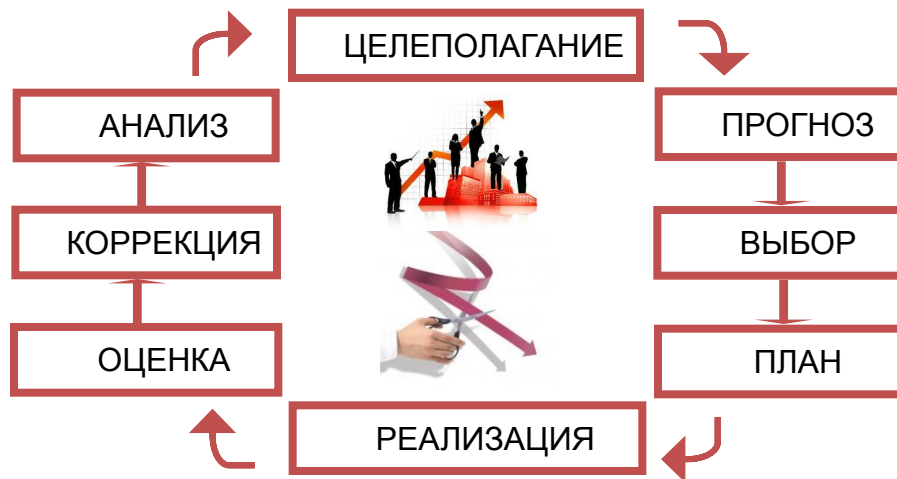 ЦЕЛЕПОЛАГАНИЕ
АНАЛИЗ
ПРОГНОЗ
КОРРЕКЦИЯ
ВЫБОР
ОЦЕНКА
ПЛАН
РЕАЛИЗАЦИЯ